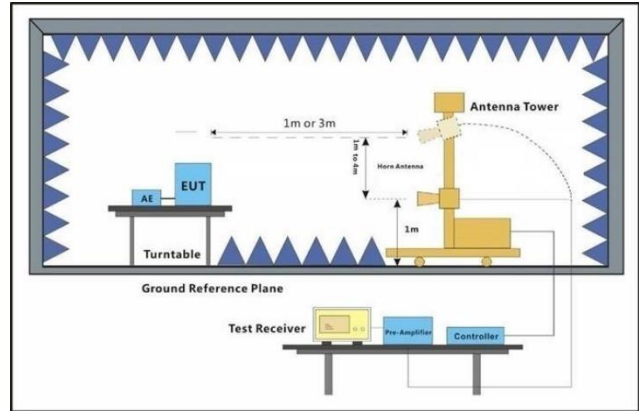 1m or 3m
Antenna Tower
1m to 4m
Horn Antenna
EUT
AE
1m
Turntable
Ground Reference Plane
Test Receiver
Pre-Amplifier
Controller